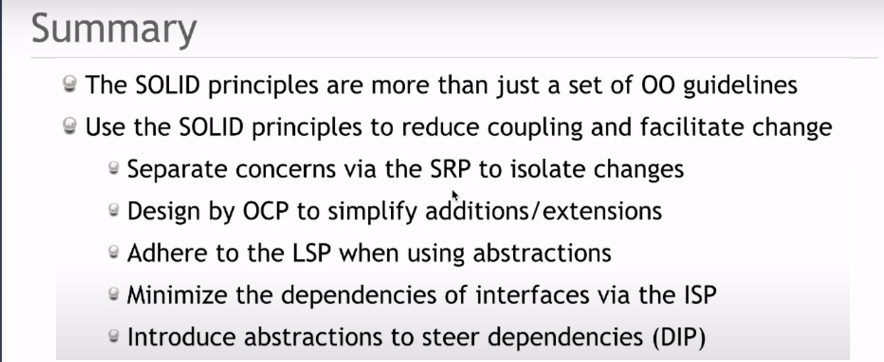 Summary
The SOLID principles are more than just a set of OO guidelines
Use the SOLID principles to reduce coupling and facilitate change
Separate concerns via the SRP to isolate changes
Design by OCP to simplify additions/extensions
Adhere to the LSP when using abstractions
Minimize the dependencies of interfaces via the ISP
Introduce abstractions to steer dependencies (DIP)